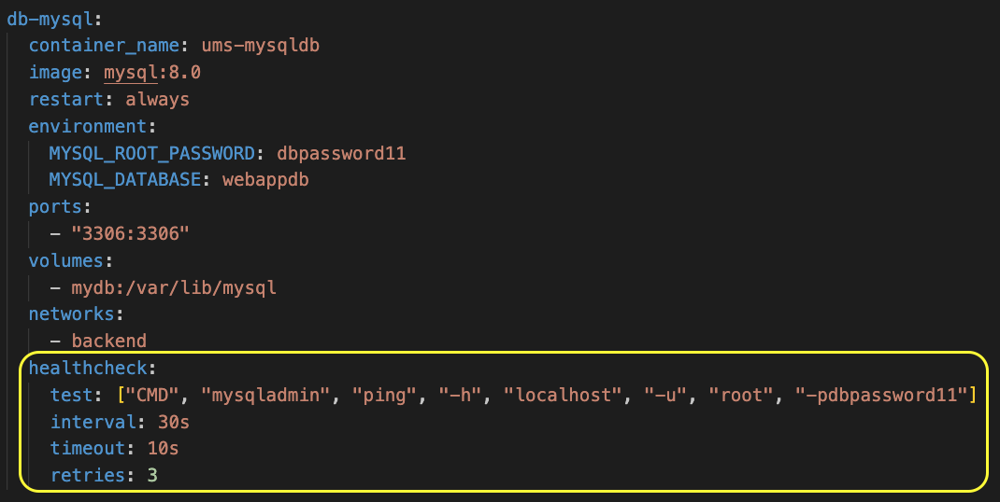 db-mysql:
container_name: ums-mysqldb
image: mysql:8.0
restart: always
environment:
MYSQL_ROOT_PASSWORD: dbpassword11
MYSQL_DATABASE: webappdb
ports:
- "3306:3306"
volumes:
- mydb:/var/lib/mysql
networks:
- backend
healthcheck:
test: ["CMD", "mysqladmin", "ping", "-h", "localhost", "-u", "root", "-pdbpassword11"]
interval: 30s
timeout: 10s
retries: 3